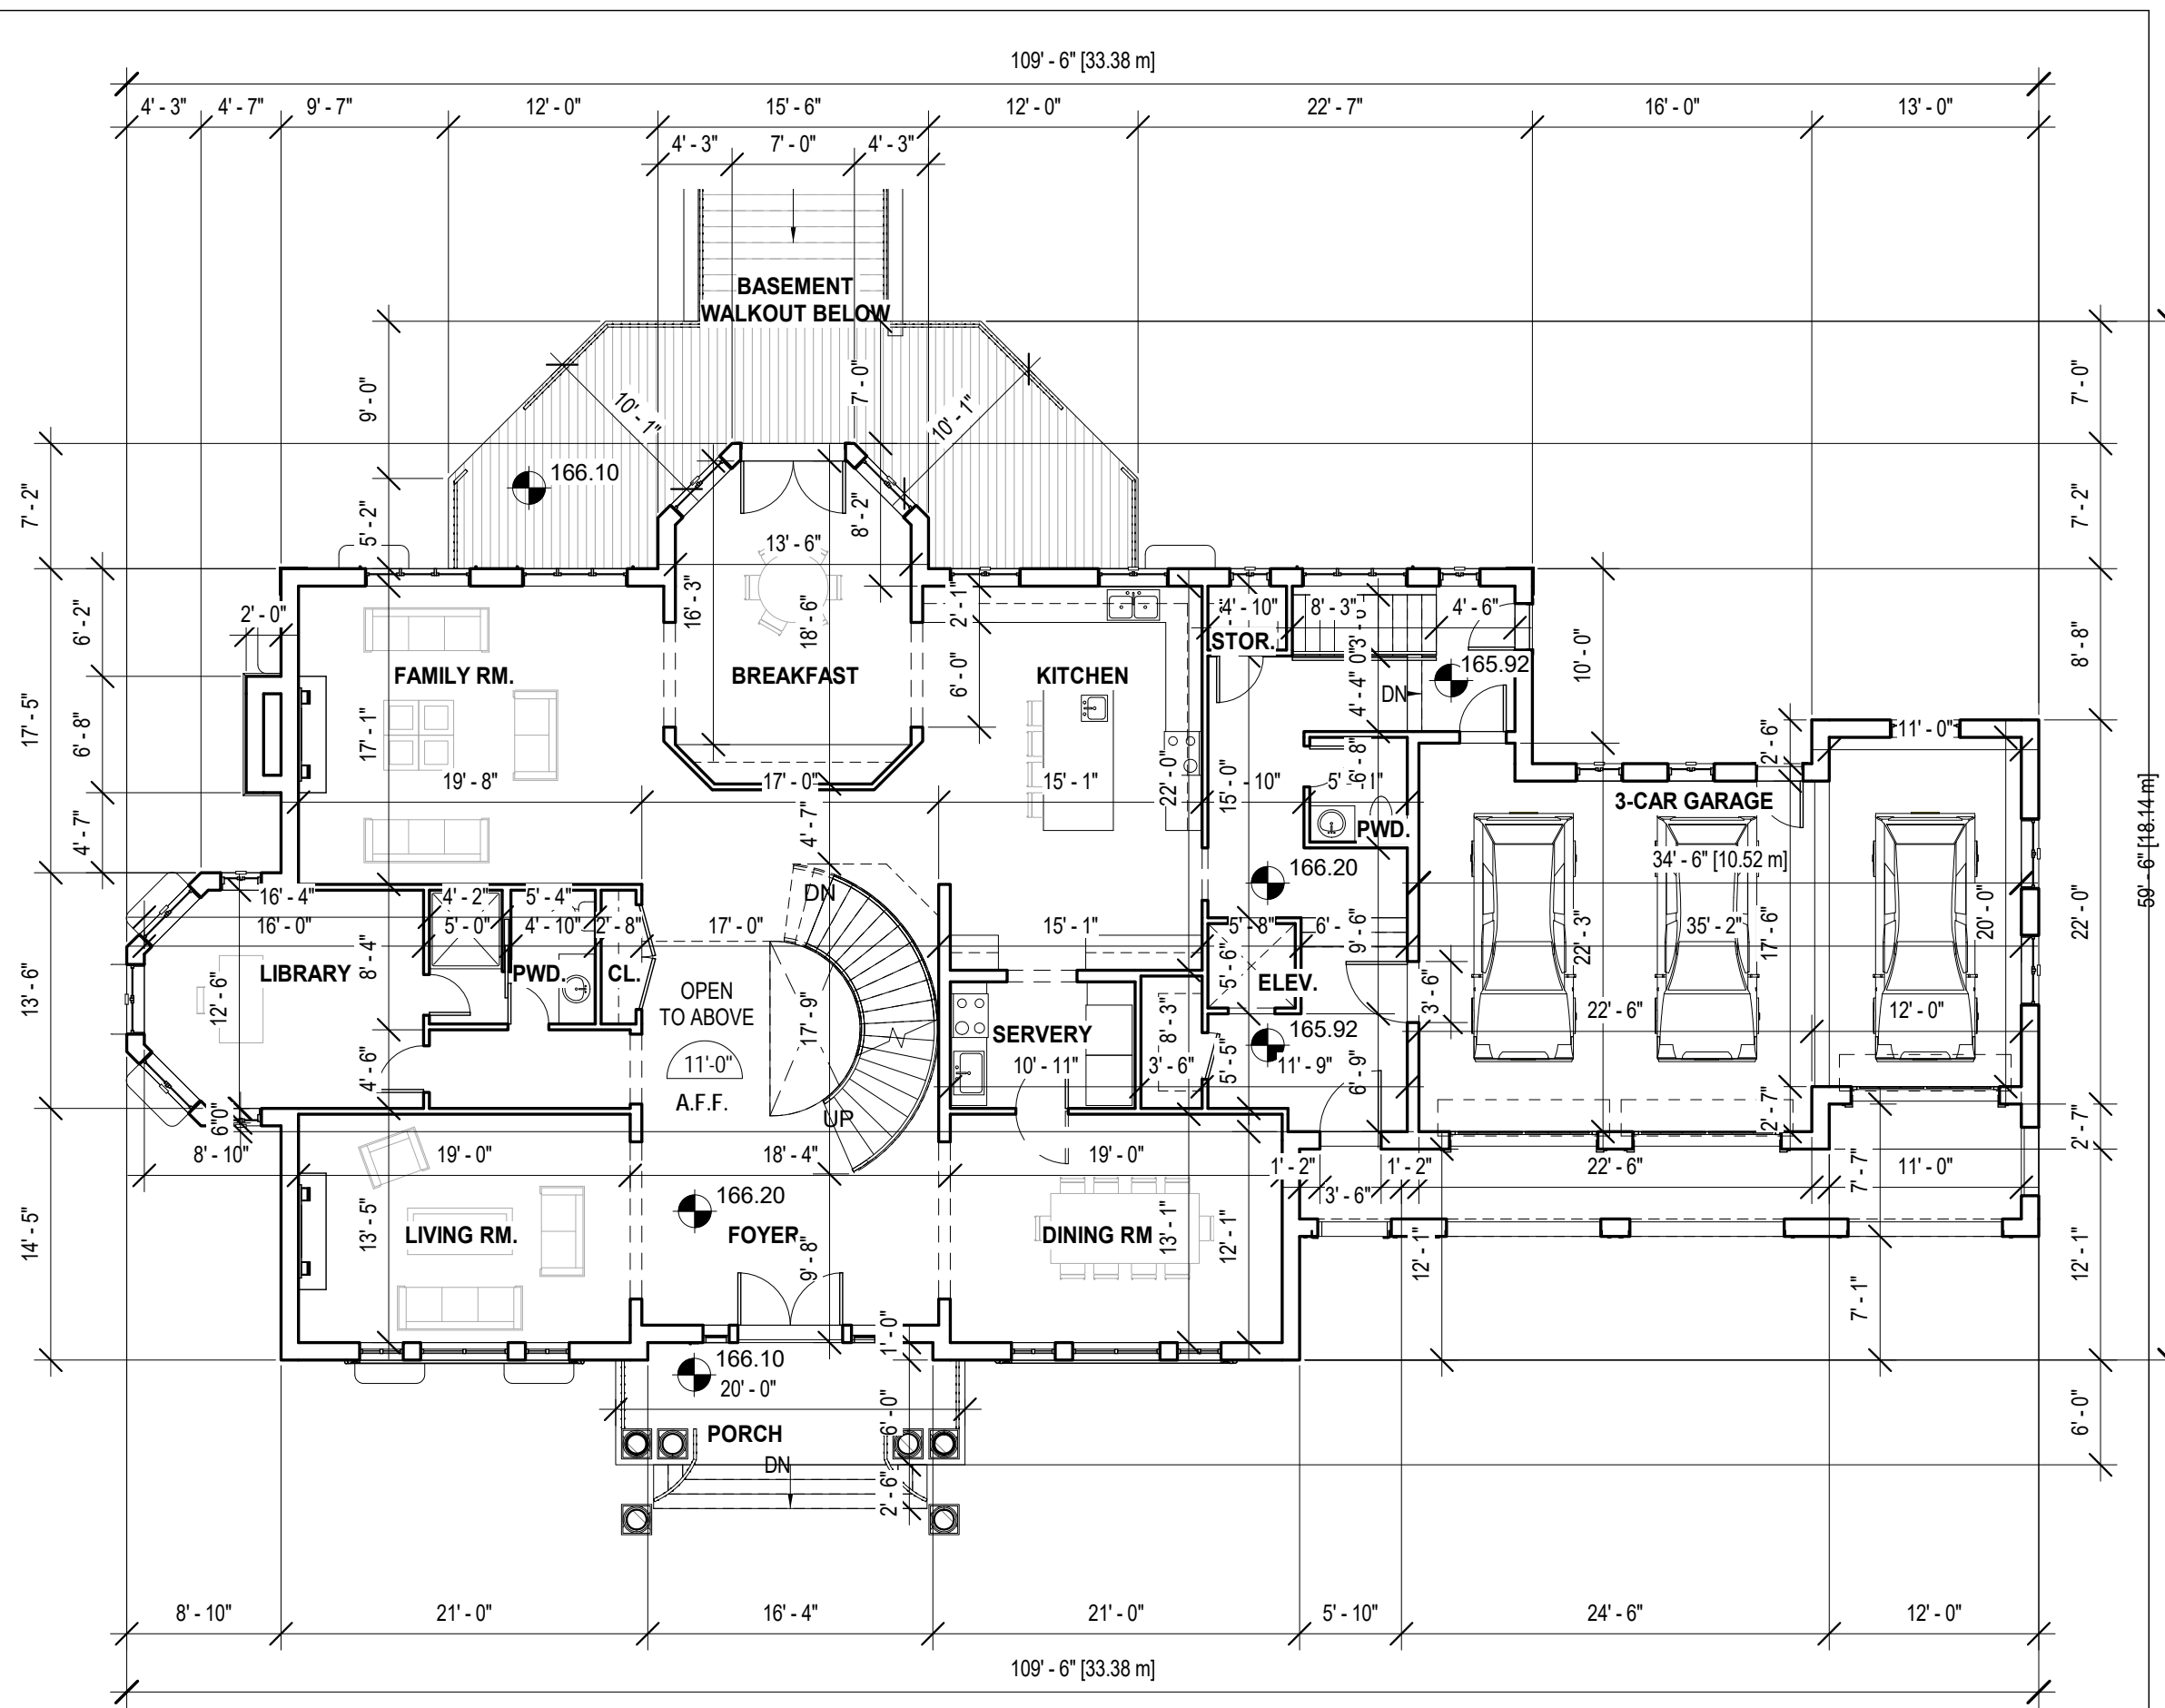 109' - 6" [33.38 m]
4' - 3" 4' - 7" 9' - 7" 12' - 0" 15' - 6" 12' - 0" 22' - 7" 16' - 0" 13' - 0"
4' - 3" 7' - 0" 4' - 3"
BASEMENT
WALKOUT BELOW
9' - 0"
10' - 1"
7' - 0"
10' - 1"
7' - 0"
166.10
7' - 2"
5' - 2"
8' - 2"
7' - 2"
13' - 6"
2' - 0"
6' - 2"
16' - 3"
18' - 6"
2' - 1"
4' - 10" 8' - 3" 4' - 6"
STOR.
165.92
10' - 0"
8' - 8"
FAMILY RM.
BREAKFAST
KITCHEN
6' - 0"
4' - 4"
DN
17' - 5"
6' - 8"
17' - 1"
2' - 6"
11' - 0"
19' - 8"
17' - 0"
15' - 1"
22' - 0"
15' - 0"
6' - 8"
3-CAR GARAGE
59' - 6" [18.14 m]
4' - 7"
4' - 7"
PWD.
34' - 6" [10.52 m]
166.20
16' - 4" 4' - 2" 5' - 4"
DN
16' - 0" 5' - 0" 4' - 10" 2' - 8" 17' - 0" 15' - 1" 5' - 8"
9' - 6"
22' - 3"
35' - 2"
17' - 6"
20' - 0"
22' - 0"
8' - 4"
LIBRARY
PWD.
CL.
5' - 6"
ELEV.
13' - 6"
12' - 6"
OPEN
TO ABOVE
17' - 9"
3' - 6"
22' - 6"
12' - 0"
SERVERY
8' - 3"
165.92
11'-0"
10' - 11"
3' - 6"
5' - 5"
11' - 9"
4' - 6"
A.F.F.
6' - 9"
UP
2' - 7"
2' - 7"
8' - 10" 19' - 0" 18' - 4" 19' - 0" 1' - 2" 1' - 2" 22' - 6" 11' - 0"
3' - 6"
7' - 7"
166.20
14' - 5"
13' - 5"
LIVING RM.
FOYER
9' - 8"
DINING RM
13' - 1"
12' - 1"
12' - 1"
12' - 1"
7' - 1"
1' - 0"
166.10
20' - 0"
6' - 0"
6' - 0"
PORCH
DN
2' - 6"
8' - 10" 21' - 0" 16' - 4" 21' - 0" 5' - 10" 24' - 6" 12' - 0"
109' - 6" [33.38 m]